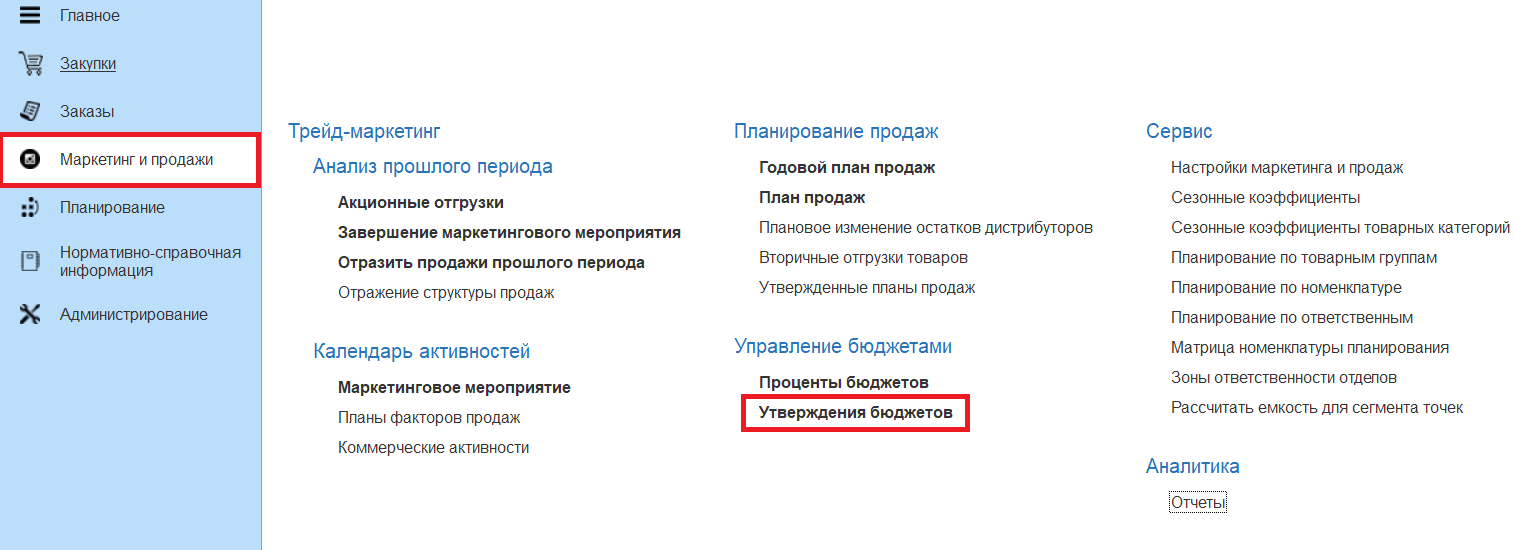 Главное
Закупки
Заказы
Маркетинг и продажи
Планирование
Нормативно-справочная
информация
Администрирование
Трейд-маркетинг
Анализ прошлого периода
Акционные отгрузки
Завершение маркетингового мероприятия
Отразить продажи прошлого периода
Отражение структуры продаж
Календарь активностей
Маркетинговое мероприятие
Планы факторов продаж
Коммерческие активности
Планирование продаж
Годовой план продаж
План продаж
Плановое изменение остатков дистрибуторов
Вторичные отгрузки товаров
Утвержденные планы продаж
Управление бюджетами
Проценты бюджетов
Утверждения бюджетов
Сервис
Настройки маркетинга и продаж
Сезонные коэффициенты
Сезонные коэффициенты товарных категорий
Планирование по товарным группам
Планирование по номенклатуре
Планирование по ответственным
Матрица номенклатуры планирования
Зоны ответственности отделов
Рассчитать емкость для сегмента точек
Аналитика
Отчеты